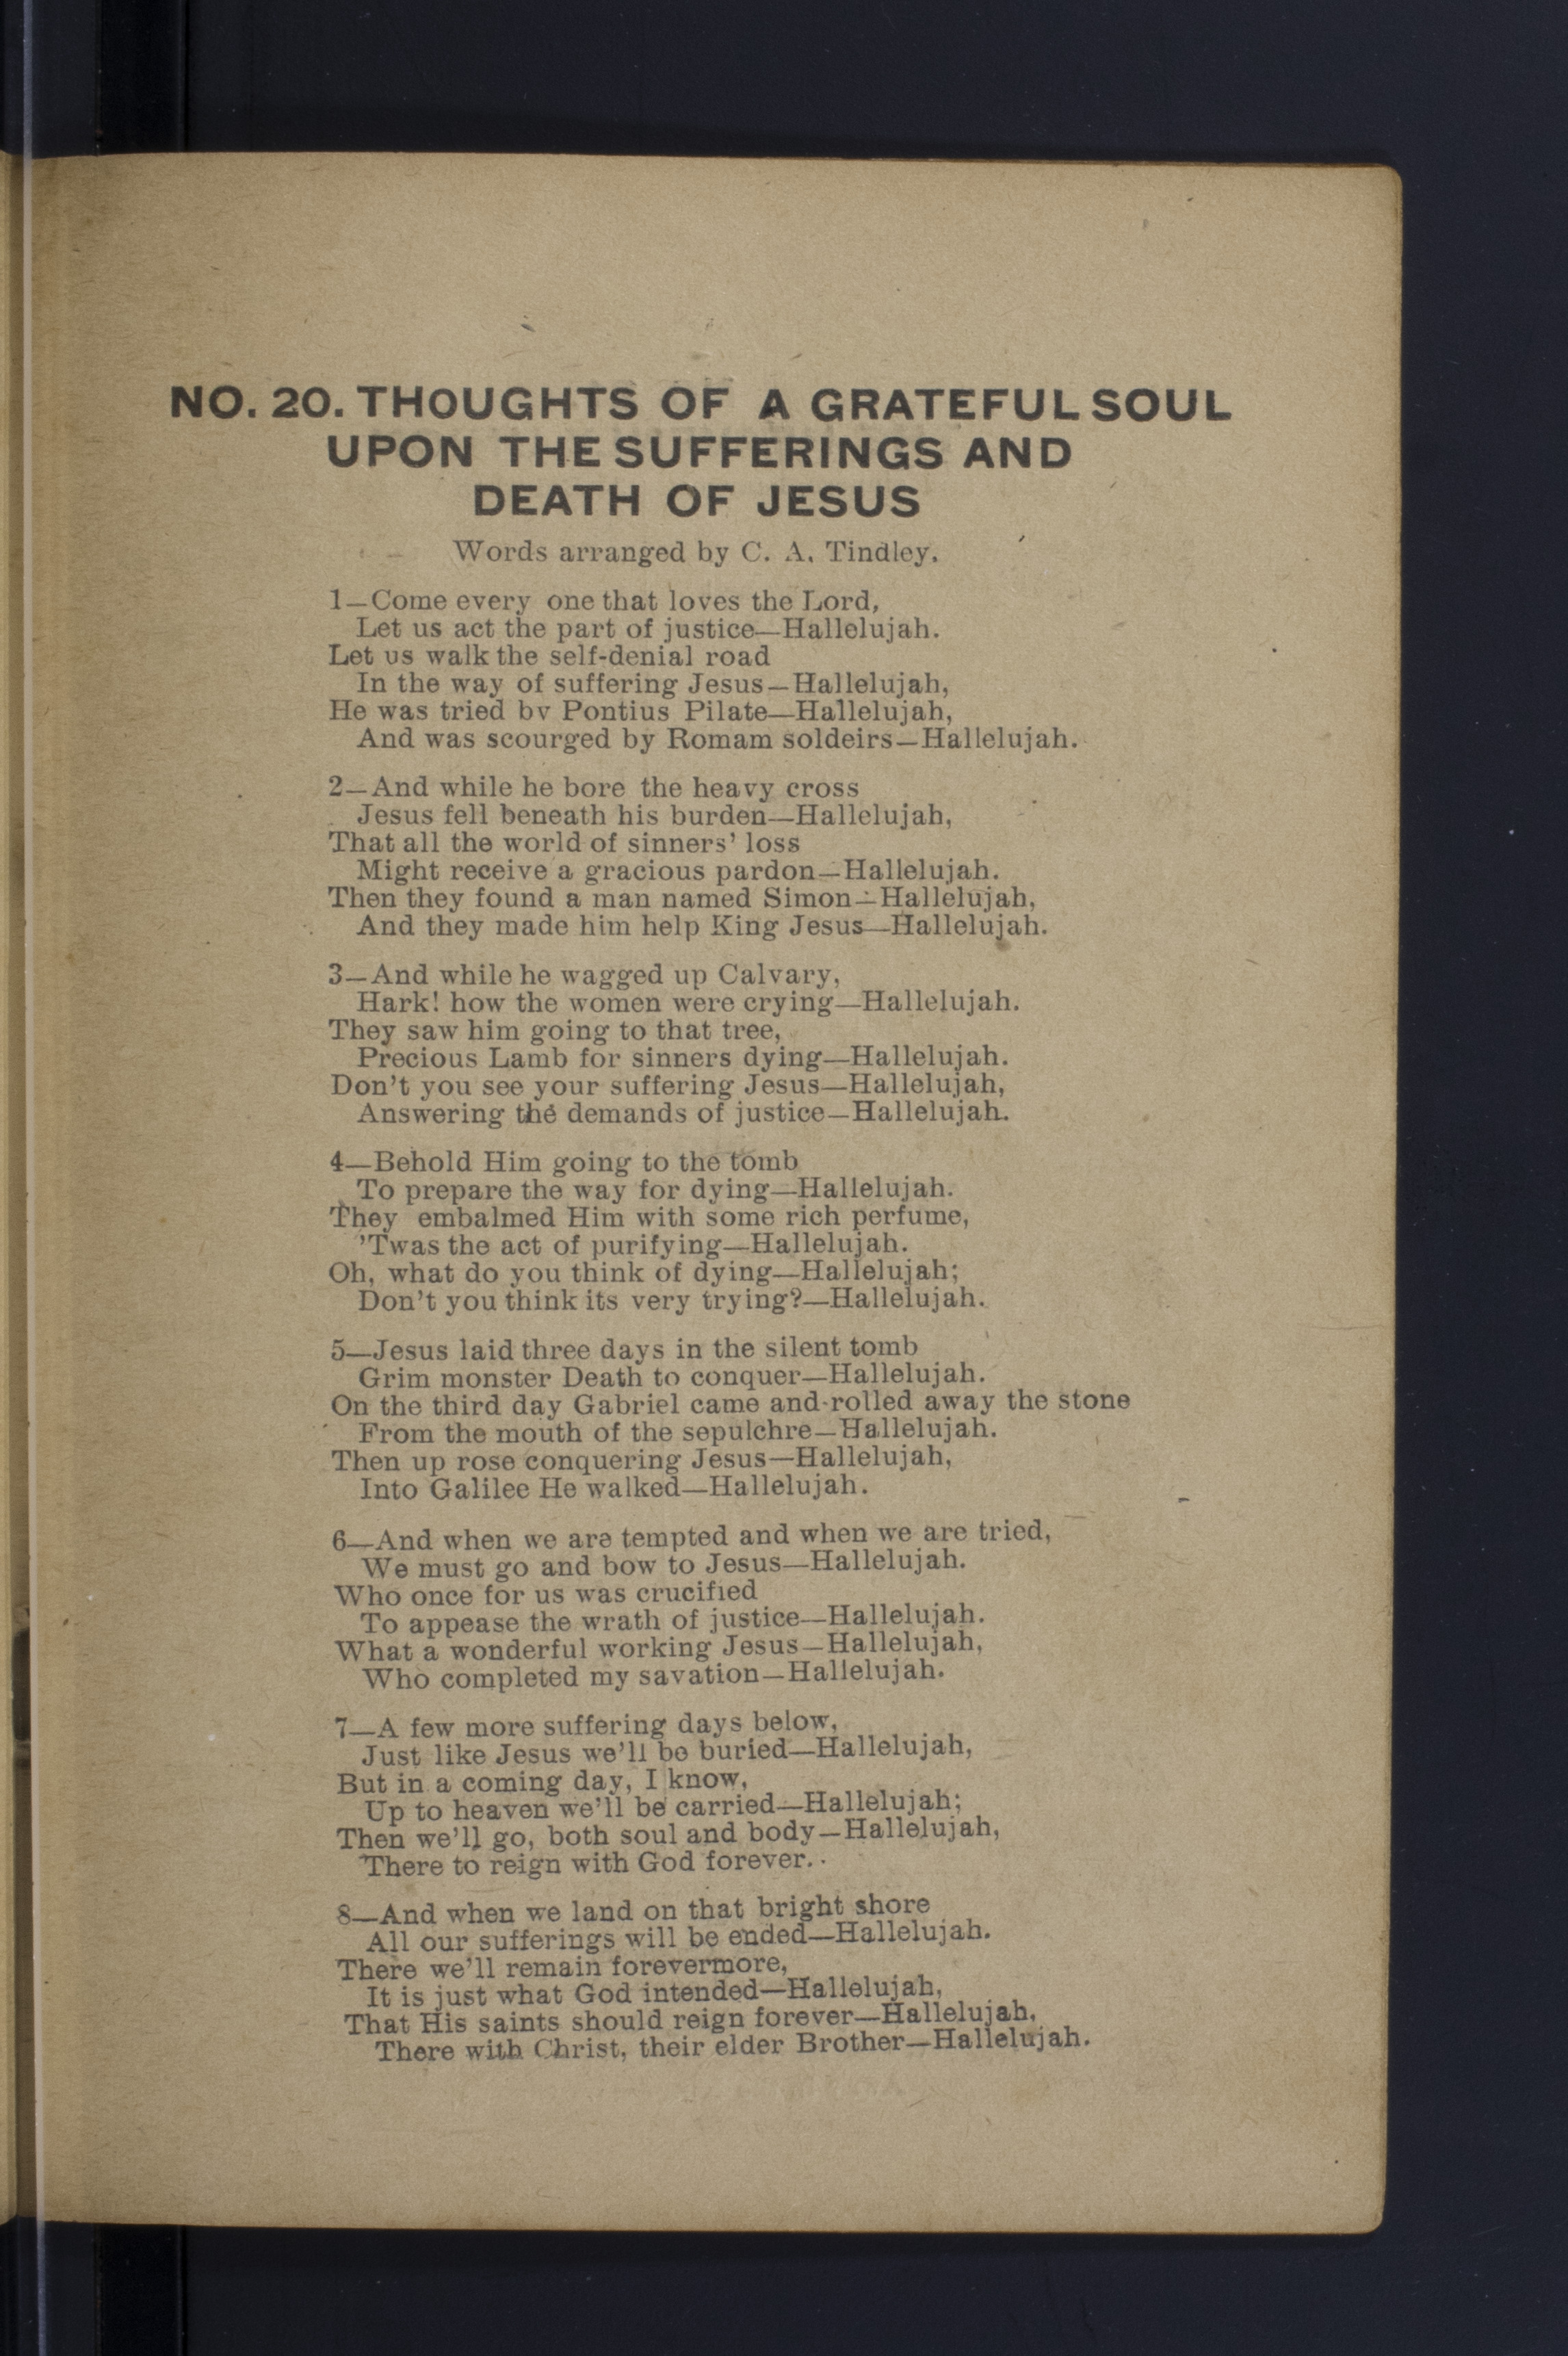 NO. 20. THOUGHTS OF A GRATEFUL SOUL
UPON THE SUFFERINGS AND
DEATH OF JESUS
Words arranged by C. A. Tindley.
1—Come every one that loves the Lord,
Let us act the part of justice—Hallelujah.
Let us walk the self-denial road
In the way of suffering Jesus—Hallelujah,
He was tried bv Pontius Pilate—Hallelujah,
And was scourged by Romam soldeirs—Hallelujah.
2—And while he bore the heavy cross
Jesus fell beneath his burden—Hallelujah,
That all the world of sinners' loss
Might receive a gracious pardon—Hallelujah.
Then they found a man named Simon—Hallelujah,
And they made him help King Jesus—Hallelujah.
3—And while he wagged up Calvary,
Hark! how the women were crying—Hallelujah.
They saw him going to that tree,
Precious Lamb for sinners dying—Hallelujah.
Don't you see your suffering Jesus—Hallelujah,
Answering the demands of justice—Hallelujah.
4—Behold Him going to the tomb
To prepare the way for dying—Hallelujah.
They embalmed Him with some rich perfume,
'Twas the act of purifying—Hallelujah.
Oh, what do you think of dying—Hallelujah;
Don't you think its very trying?—Hallelujah.
5—Jesus laid three days in the silent tomb
Grim monster Death to conquer—Hallelujah.
On the third day Gabriel came and rolled away the stone
From the mouth of the sepulchre—Hallelujah.
Then up rose conquering Jesus—Hallelujah,
Into Galilee He walked—Hallelujah.
6—And when we are tempted and when we are tried,
We must go and bow to Jesus—Hallelujah.
Who once for us was crucified
To appease the wrath of justice—Hallelujah.
What a wonderful working Jesus—Hallelujah,
Who completed my savation—Hallelujah.
7—A few more suffering days below,
Just like Jesus we'll be buried—Hallelujah,
But in a coming day, I know,
Up to heaven we'll be carried—Hallelujah;
Then we'll go, both soul and body—Hallelujah,
There to reign with God forever.
8—And when we land on that bright shore
All our sufferings will be ended—Hallelujah.
There we'll remain forevermore,
It is just what God intended—Hallelujah,
That His saints should reign forever—Hallelujah,
There with Christ, their elder Brother—Hallelujah.